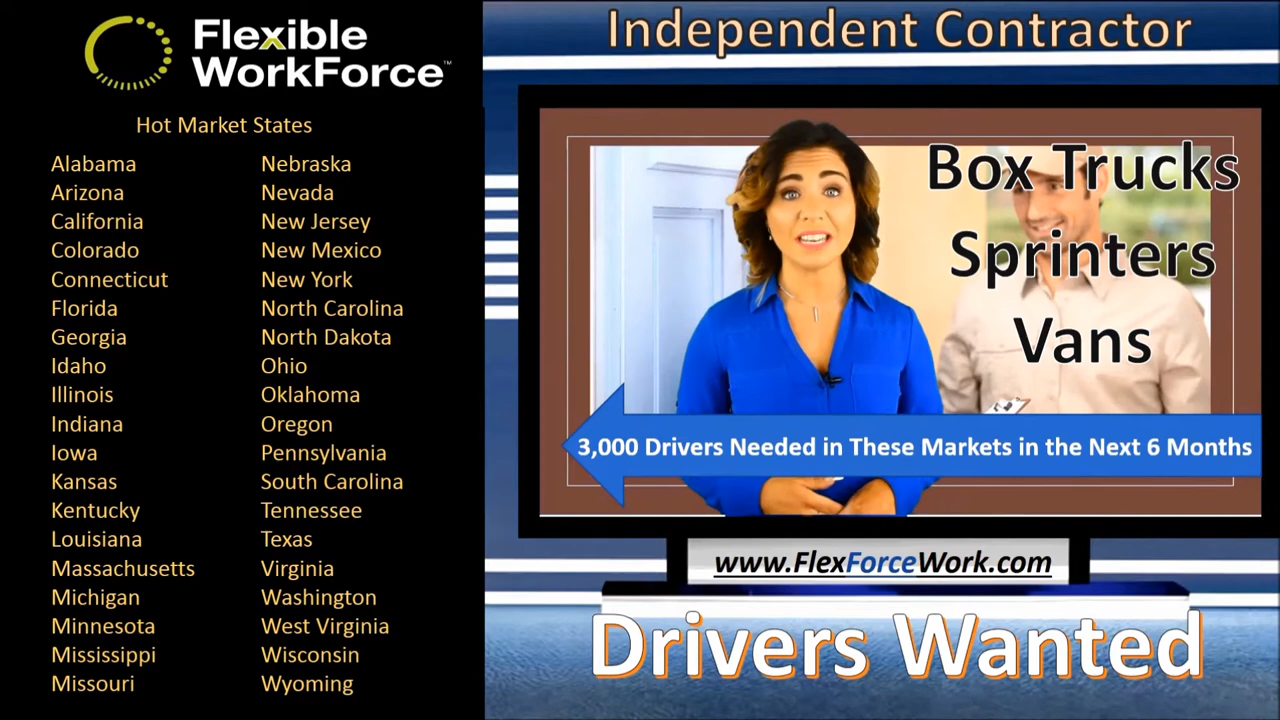 Flexible
WorkForce™
Hot Market States
Alabama
Arizona
California
Colorado
Connecticut
Florida
Georgia
Idaho
Illinois
Indiana
Iowa
Kansas
Kentucky
Louisiana
Massachusetts
Michigan
Minnesota
Mississippi
Missouri
Nebraska
Nevada
New Jersey
New Mexico
New York
North Carolina
North Dakota
Ohio
Oklahoma
Oregon
Pennsylvania
South Carolina
Tennessee
Texas
Virginia
Washington
West Virginia
Wisconsin
Wyoming
Independent Contractor
Box Trucks
Sprinters
Vans
3,000 Drivers Needed in These Markets in the Next 6 Months
www.FlexForceWork.com
Drivers Wanted